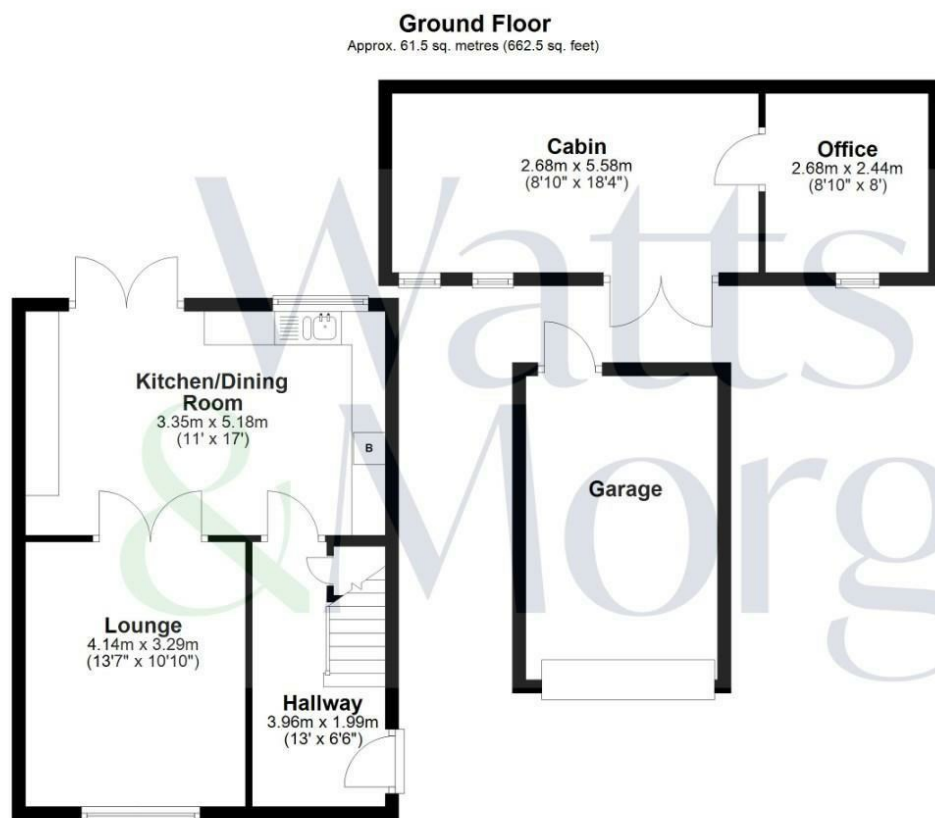 Ground Floor
Approx. 61.5 sq. metres (662.5 sq. feet)
Cabin
2.68m x 5.58m
(8'10" x 18'4")
Office
2.68m x 2.44m
(8'10" x 8')
Kitchen/Dining
Room
3.35m x 5.18m
(11' x 17')
B
Garage
Lounge
4.14m x 3.29m
(13'7" x 10'10")
Hallway
3.96m x 1.99m
(13' x 6'6")
Watts
& Morg